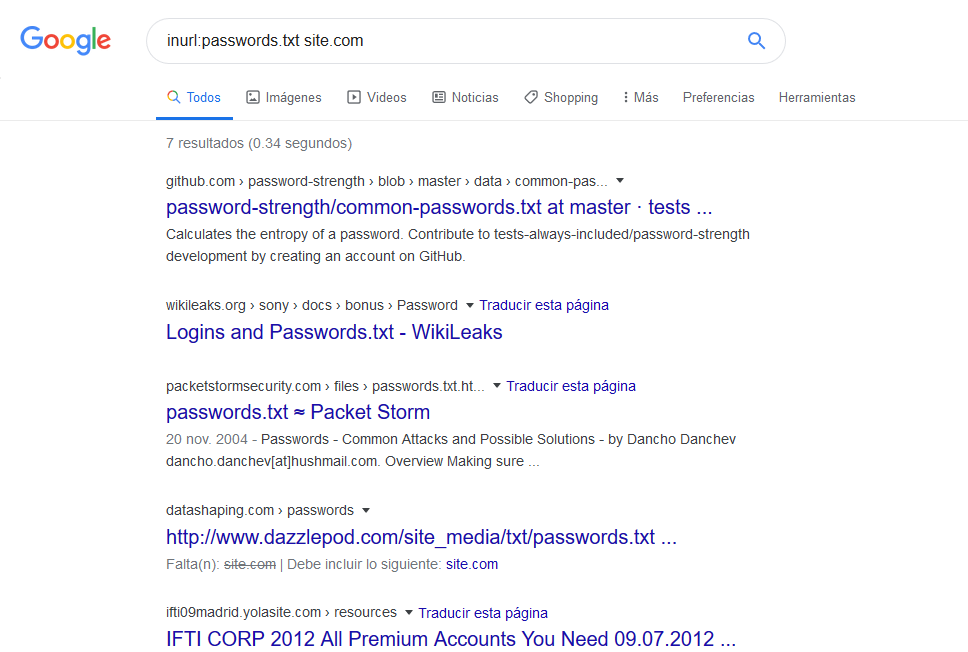 Google
inurl:passwords.txt site.com
Todos Imágenes Videos Noticias Shopping Más Preferencias Herramientas
7 resultados (0.34 segundos)
github.com › password-strength › blob › master › data › common-pas...
password-strength/common-passwords.txt at master · tests ...
Calculates the entropy of a password. Contribute to tests-always-included/password-strength
development by creating an account on GitHub.
wikileaks.org › sony › docs › bonus › Password Traducir esta página
Logins and Passwords.txt - WikiLeaks
packetstormsecurity.com › files › passwords.txt.ht... Traducir esta página
passwords.txt ≈ Packet Storm
20 nov. 2004 - Passwords - Common Attacks and Possible Solutions - by Dancho Danchev
dancho.danchev[at]hushmail.com. Overview Making sure ...
datashaping.com › passwords
http://www.dazzlepod.com/site_media/txt/passwords.txt ...
Falta(n): site.com | Debe incluir lo siguiente: site.com
ifti09madrid.yolasite.com › resources Traducir esta página
IFTI CORP 2012 All Premium Accounts You Need 09.07.2012 ...